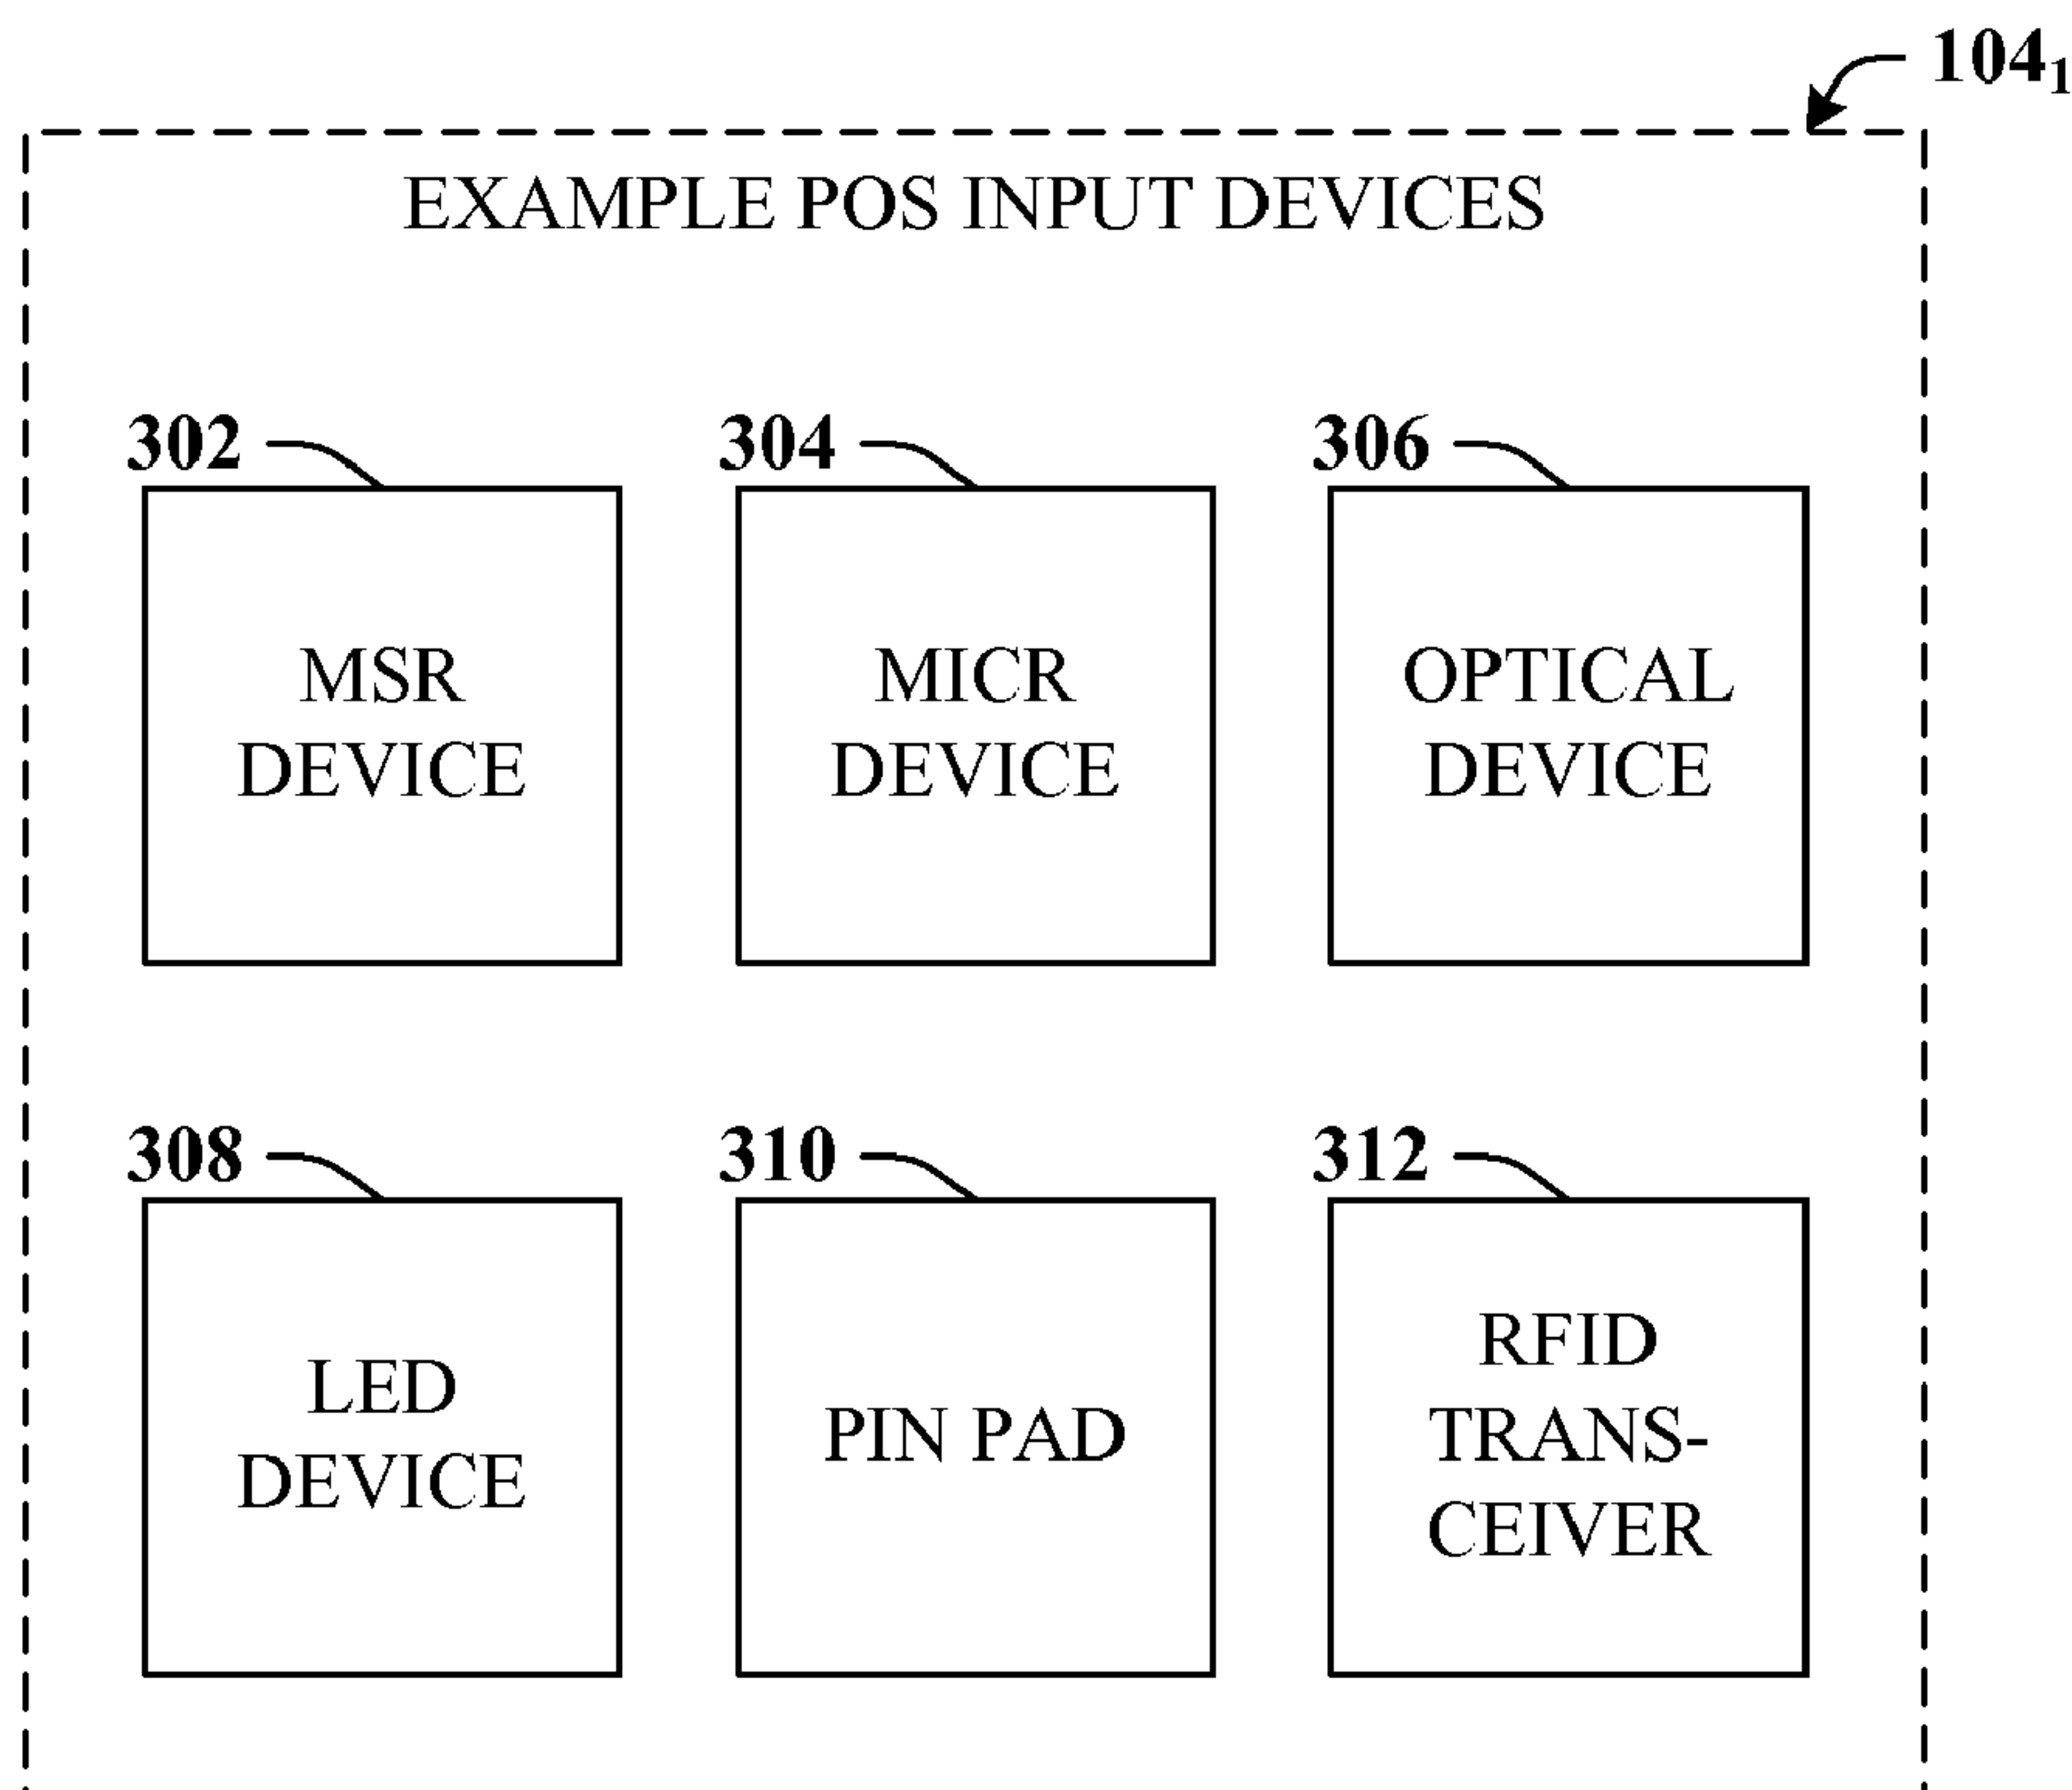 104₁
EXAMPLE POS INPUT DEVICES
302
304
306
MSR
DEVICE
MICR
DEVICE
OPTICAL
DEVICE
308
310
312
LED
DEVICE
PIN PAD
RFID
TRANS-
CEIVER